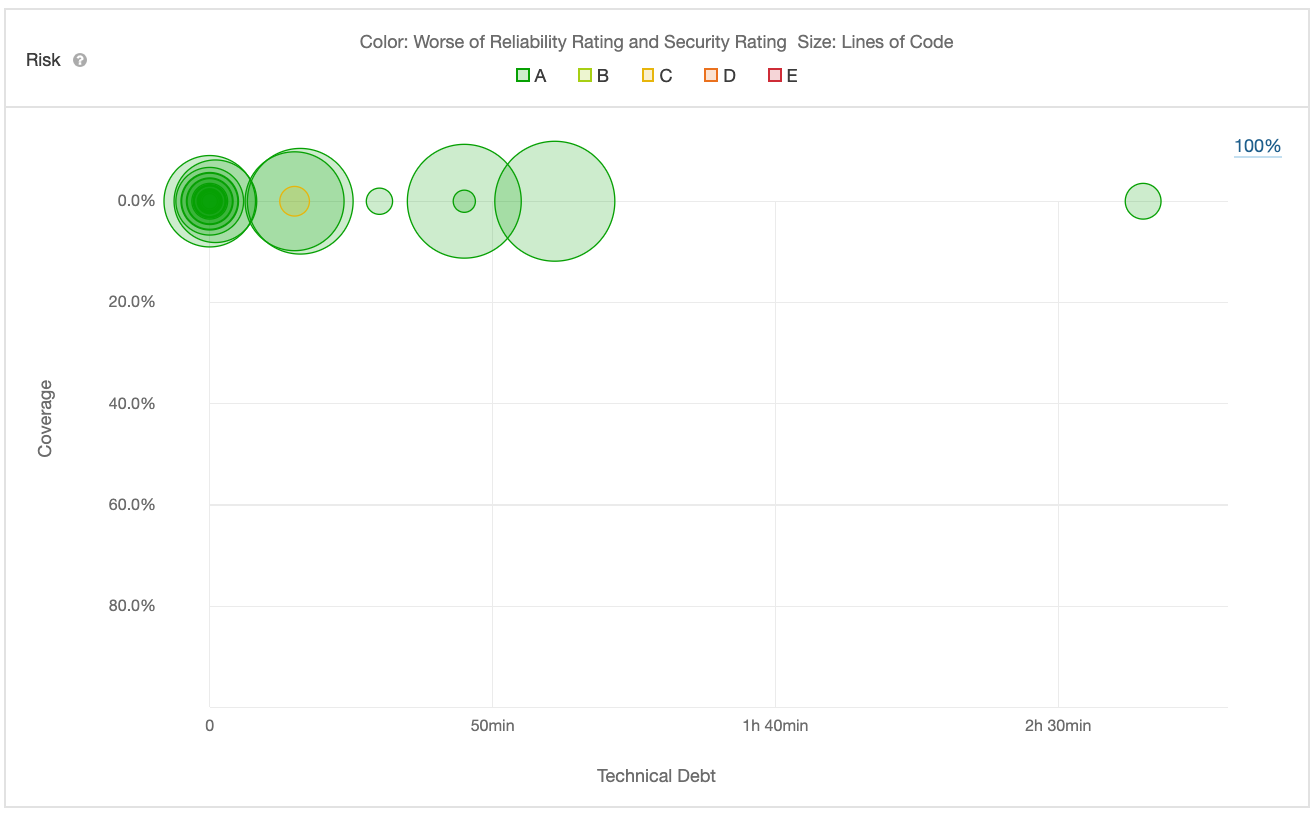 Color: Worse of Reliability Rating and Security Rating Size: Lines of Code
Risk ?
A B C D E
100%
0.0%
20.0%
40.0%
60.0%
80.0%
Coverage
0 50min 1h 40min 2h 30min
Technical Debt